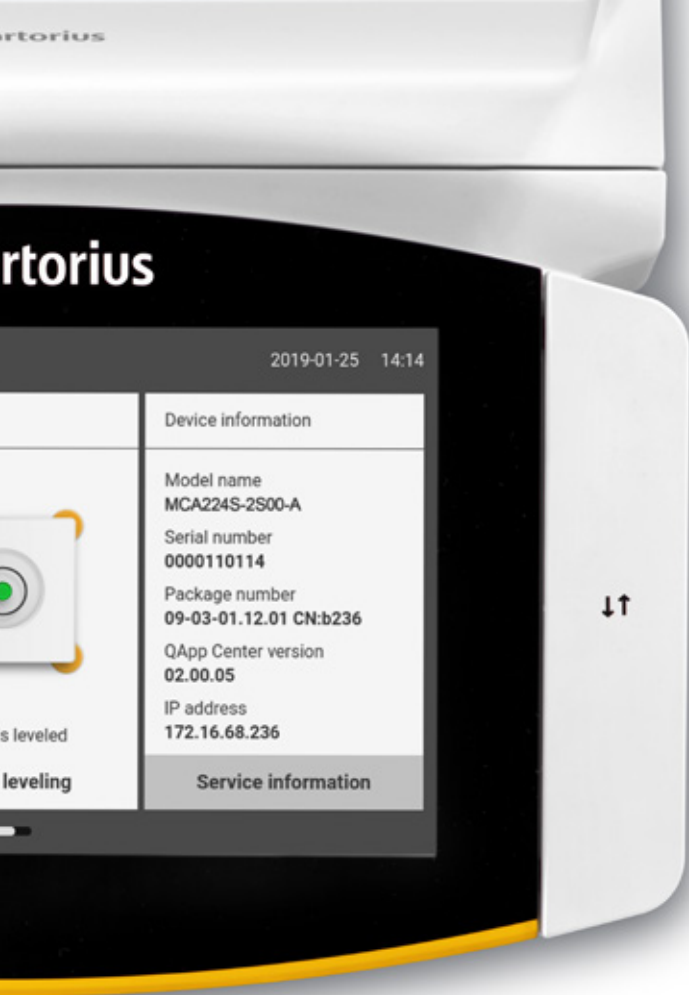 artorius
rtorius
2019-01-25 14:14
Device information
Model name
MCA224S-2S00-A
Serial number
0000110114
Package number
09-03-01.12.01 CN:b236
QApp Center version
02.00.05
IP address
172.16.68.236
s leveled
leveling
Service information
↓↑